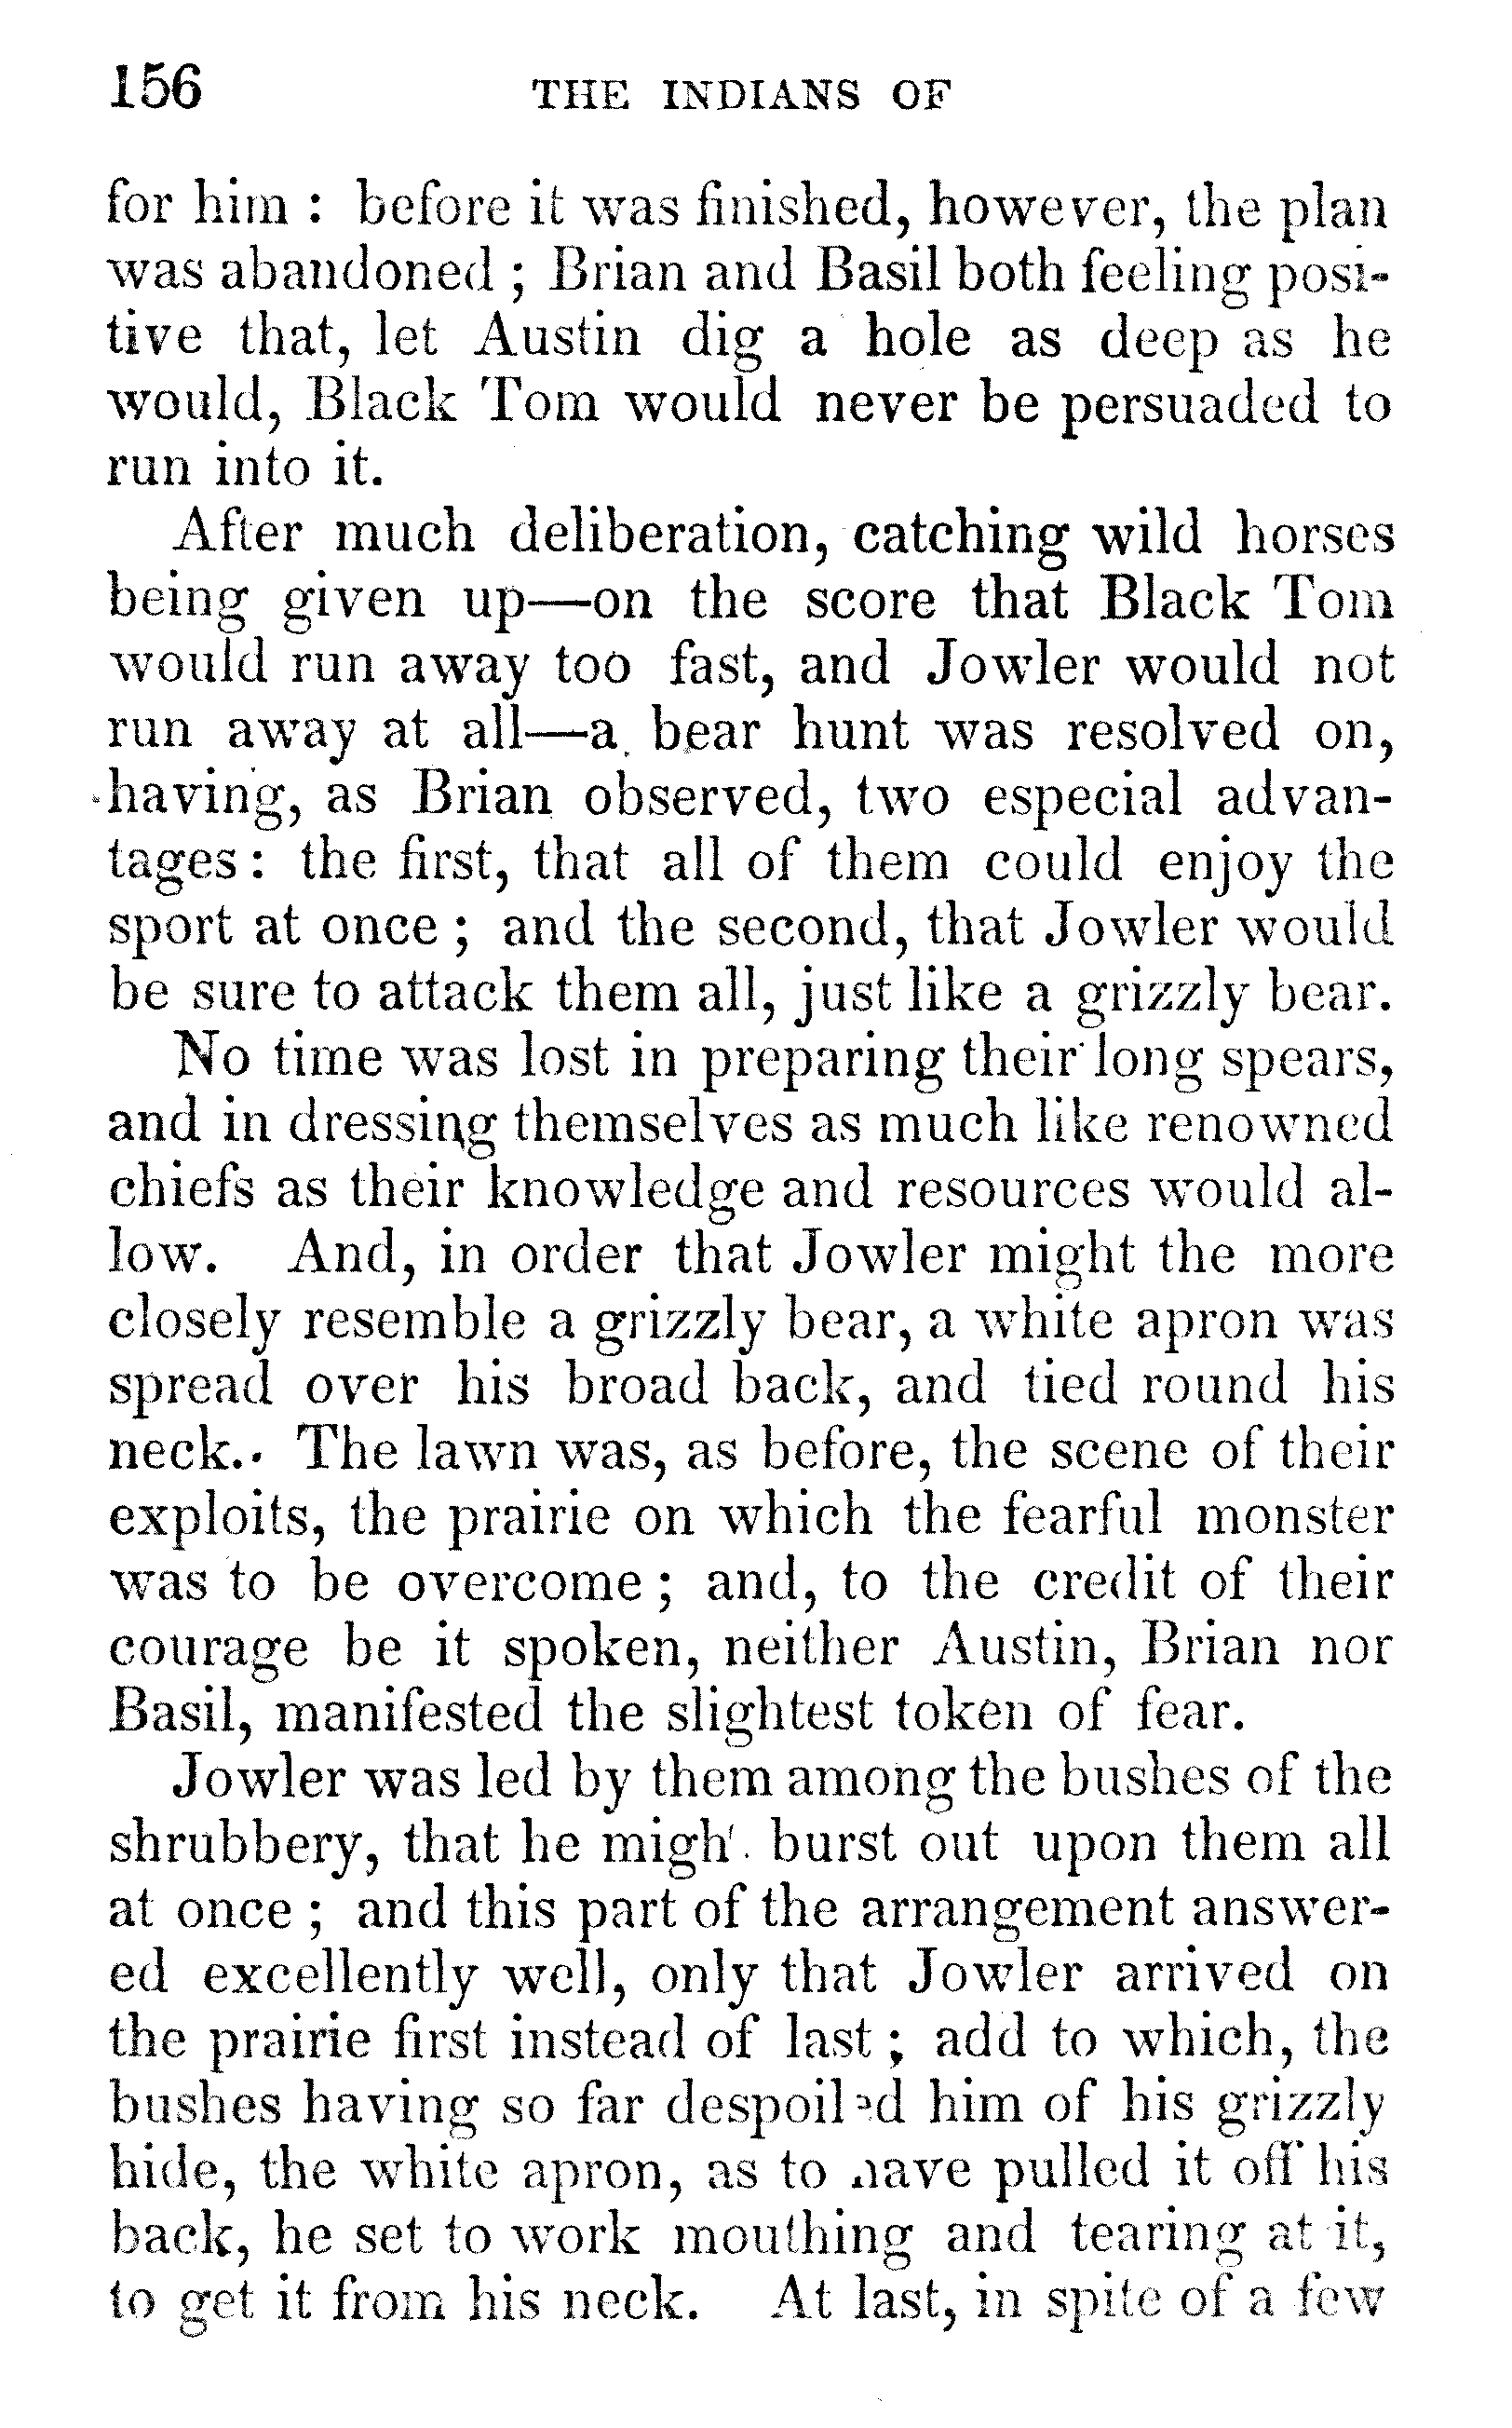 156 THE INDIANS OF
for him : before it was finished, however, the plan
was abandoned ; Brian and Basil both feeling posi-
tive that, let Austin dig a hole as deep as he
would, Black Tom would never be persuaded to
run into it.
After much deliberation, catching wild horses
being given up—on the score that Black Tom
would run away too fast, and Jowler would not
run away at all—a bear hunt was resolved on,
having, as Brian observed, two especial advan-
tages : the first, that all of them could enjoy the
sport at once ; and the second, that Jowler would
be sure to attack them all, just like a grizzly bear.
No time was lost in preparing their long spears,
and in dressing themselves as much like renowned
chiefs as their knowledge and resources would al-
low. And, in order that Jowler might the more
closely resemble a grizzly bear, a white apron was
spread over his broad back, and tied round his
neck. The lawn was, as before, the scene of their
exploits, the prairie on which the fearful monster
was to be overcome ; and, to the credit of their
courage be it spoken, neither Austin, Brian nor
Basil, manifested the slightest token of fear.
Jowler was led by them among the bushes of the
shrubbery, that he might burst out upon them all
at once ; and this part of the arrangement answer-
ed excellently well, only that Jowler arrived on
the prairie first instead of last ; add to which, the
bushes having so far despoiled him of his grizzly
hide, the white apron, as to have pulled it off his
back, he set to work mouthing and tearing at it,
to get it from his neck. At last, in spite of a few